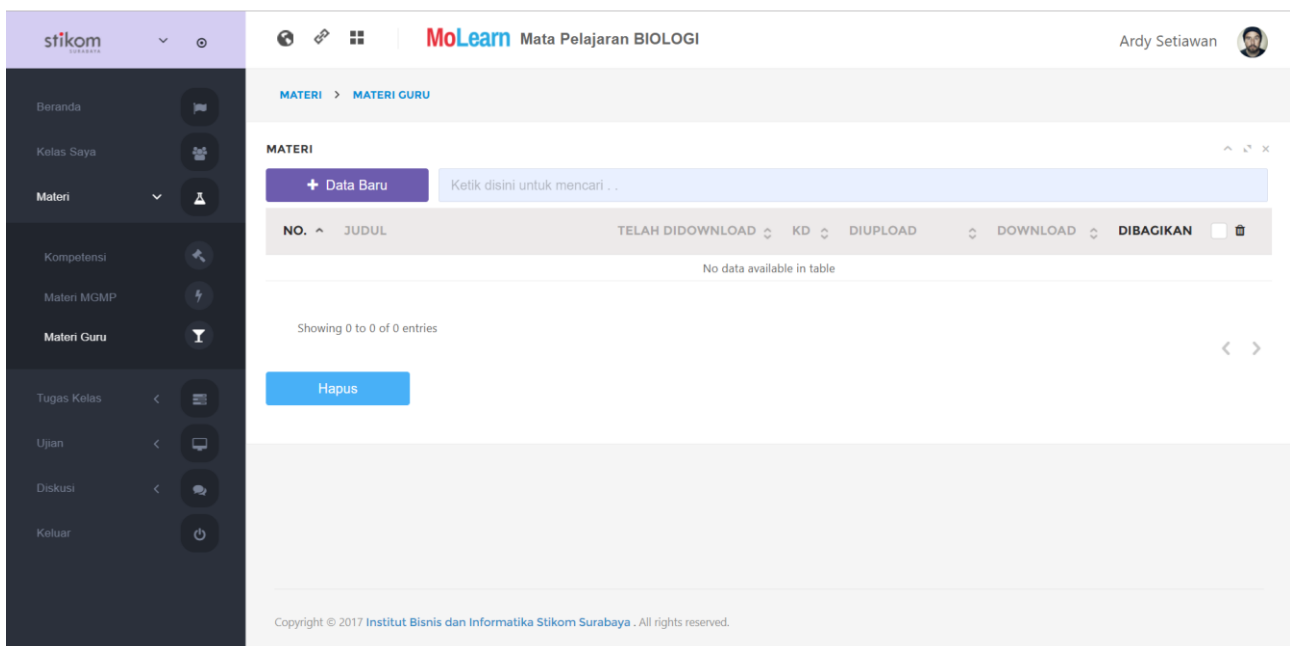 stikom
SURABAYA
MoLearn Mata Pelajaran BIOLOGI
Ardy Setiawan
Beranda
Kelas Saya
Materi
Kompetensi
Materi MGMP
Materi Guru
Tugas Kelas
Ujian
Diskusi
Keluar
MATERI > MATERI GURU
MATERI
+ Data Baru
Ketik disini untuk mencari . .
NO. JUDUL TELAH DIDOWNLOAD KD DIUPLOAD DOWNLOAD DIBAGIKAN
No data available in table
Showing 0 to 0 of 0 entries
Hapus
Copyright © 2017 Institut Bisnis dan Informatika Stikom Surabaya . All rights reserved.